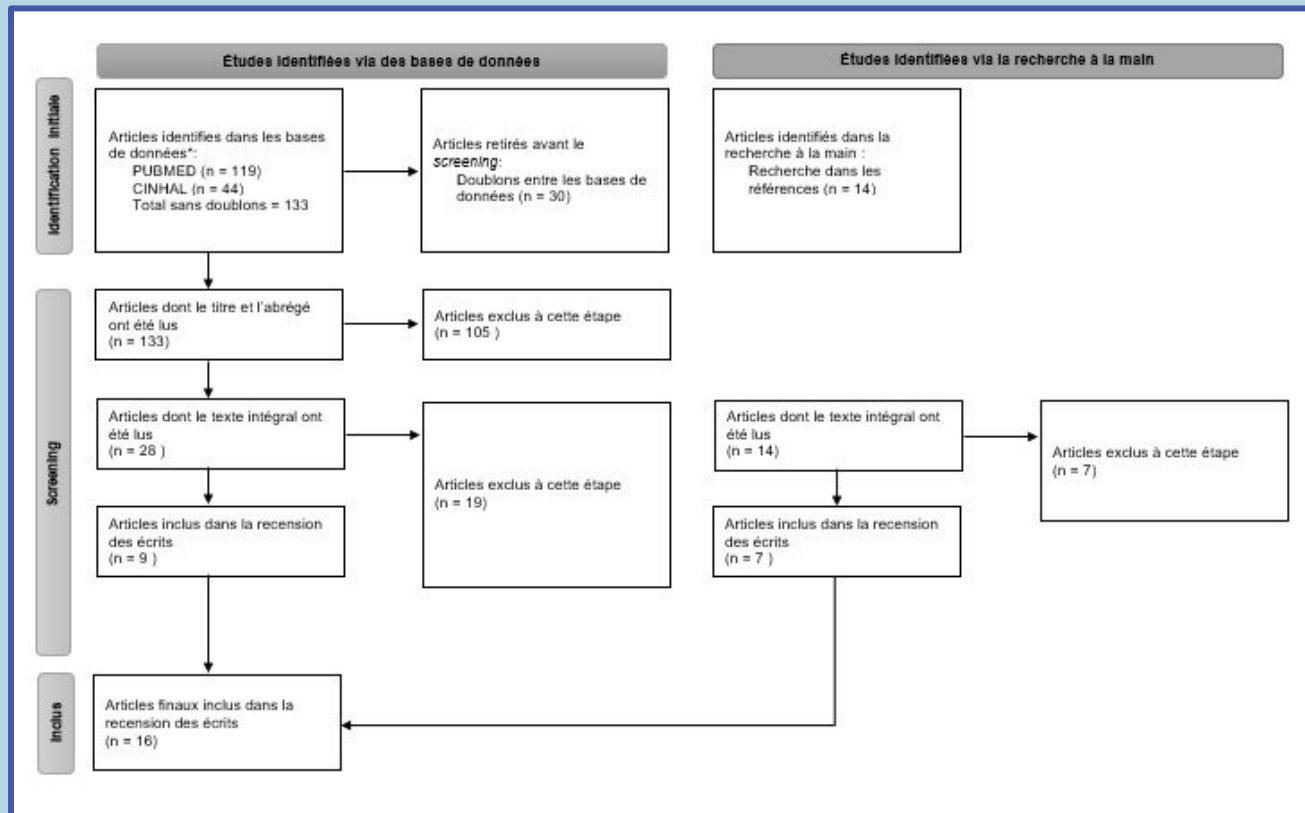 Études identifiées via des bases de données
Études identifiées via la recherche à la main
Identification initiale
Articles identifies dans les bases
de données*:
PUBMED (n = 119)
CINHAL (n = 44)
Total sans doublons = 133
Articles retirés avant le
screening:
Doublons entre les bases de
données (n = 30)
Articles identifiés dans la
recherche à la main :
Recherche dans les
références (n = 14)
Screening
Articles dont le titre et l'abrégé
ont été lus
(n = 133)
Articles exclus à cette étape
(n = 105 )
Articles dont le texte intégral ont
été lus
(n = 28 )
Articles exclus à cette étape
(n = 19)
Articles dont le texte intégral ont
été lus
(n = 14)
Articles exclus à cette étape
(n = 7)
Articles inclus dans la recension
des écrits
(n = 9 )
Articles inclus dans la recension
des écrits
(n = 7 )
Inclus
Articles finaux inclus dans la
recension des écrits
(n = 16)